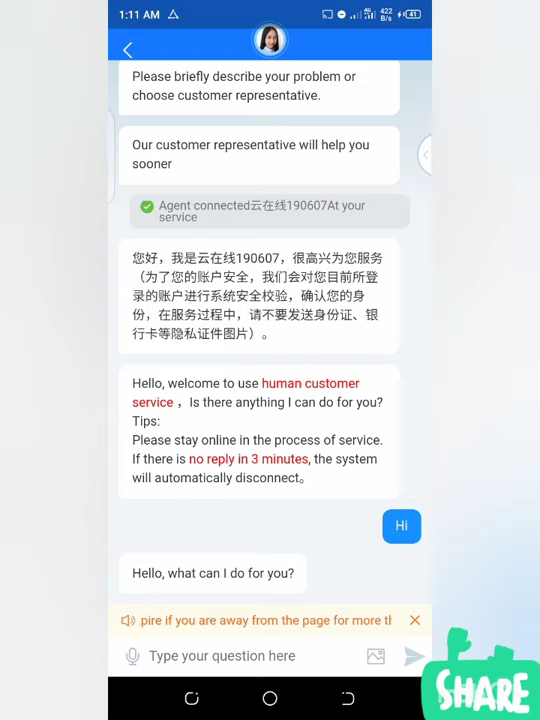 1:11 AM
4G
422
B/s
41
Please briefly describe your problem or
choose customer representative.
Our customer representative will help you
sooner
Agent connected云在线190607At your
service
您好，我是云在线190607，很高兴为您服务
（为了您的账户安全，我们会对您目前所登
录的账户进行系统安全校验，确认您的身
份，在服务过程中，请不要发送身份证、银
行卡等隐私证件图片）。
Hello, welcome to use human customer
service ，Is there anything I can do for you?
Tips:
Please stay online in the process of service.
If there is no reply in 3 minutes, the system
will automatically disconnect。
Hi
Hello, what can I do for you?
pire if you are away from the page for more th
Type your question here
SHARE